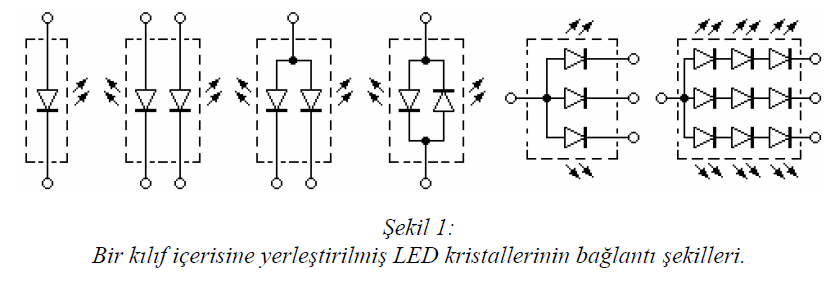 Şekil 1:
Bir kılıf içerisine yerleştirilmiş LED kristallerinin bağlantı şekilleri.